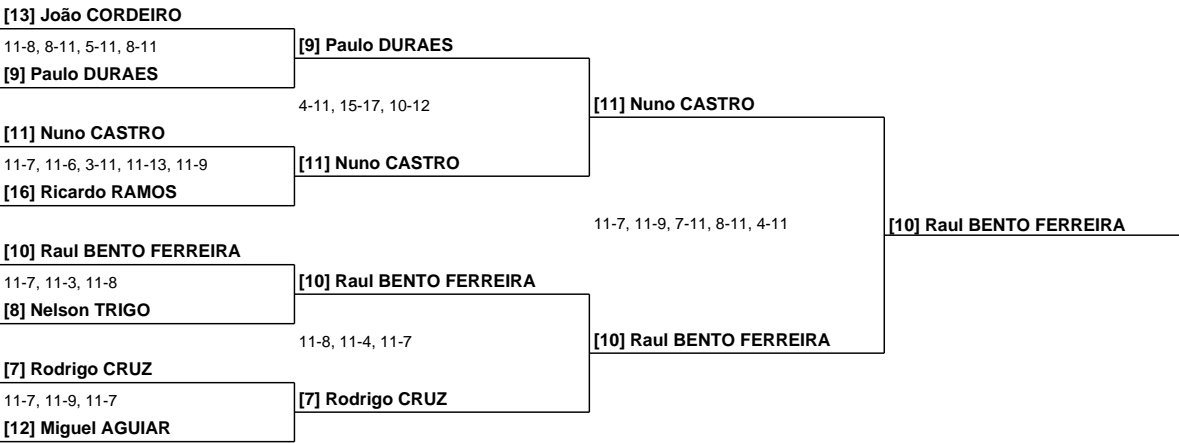 [13] João CORDEIRO
11-8, 8-11, 5-11, 8-11
[9] Paulo DURAES
[9] Paulo DURAES
4-11, 15-17, 10-12
[11] Nuno CASTRO
[11] Nuno CASTRO
11-7, 11-6, 3-11, 11-13, 11-9
[11] Nuno CASTRO
[16] Ricardo RAMOS
11-7, 11-9, 7-11, 8-11, 4-11
[10] Raul BENTO FERREIRA
[10] Raul BENTO FERREIRA
11-7, 11-3, 11-8
[10] Raul BENTO FERREIRA
[8] Nelson TRIGO
11-8, 11-4, 11-7
[10] Raul BENTO FERREIRA
[7] Rodrigo CRUZ
11-7, 11-9, 11-7
[7] Rodrigo CRUZ
[12] Miguel AGUIAR